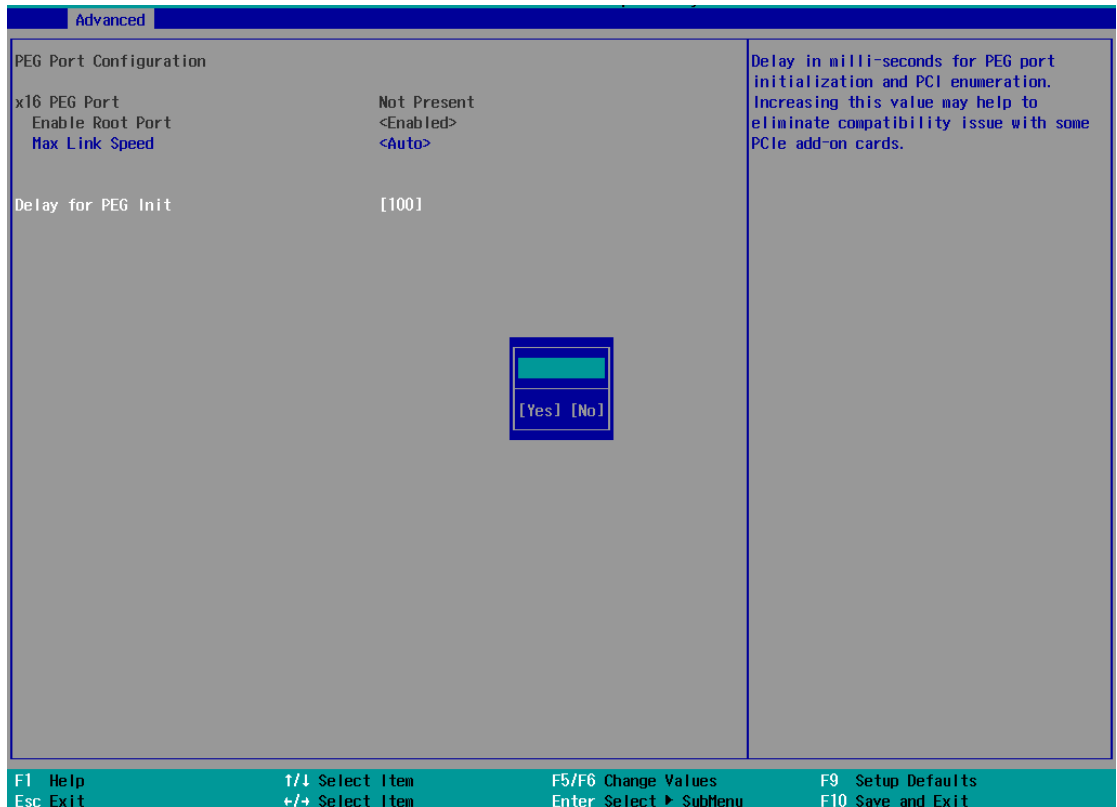 Advanced
PEG Port Configuration
x16 PEG Port Not Present
Enable Root Port <Enabled>
Max Link Speed <Auto>
Delay for PEG Init [100]
Delay in milli-seconds for PEG port
initialization and PCI enumeration.
Increasing this value may help to
eliminate compatibility issue with some
PCIe add-on cards.
[Yes] [No]
F1 Help ↑/↓ Select Item F5/F6 Change Values F9 Setup Defaults
Esc Exit ←/→ Select Item Enter Select ▶ SubMenu F10 Save and Exit